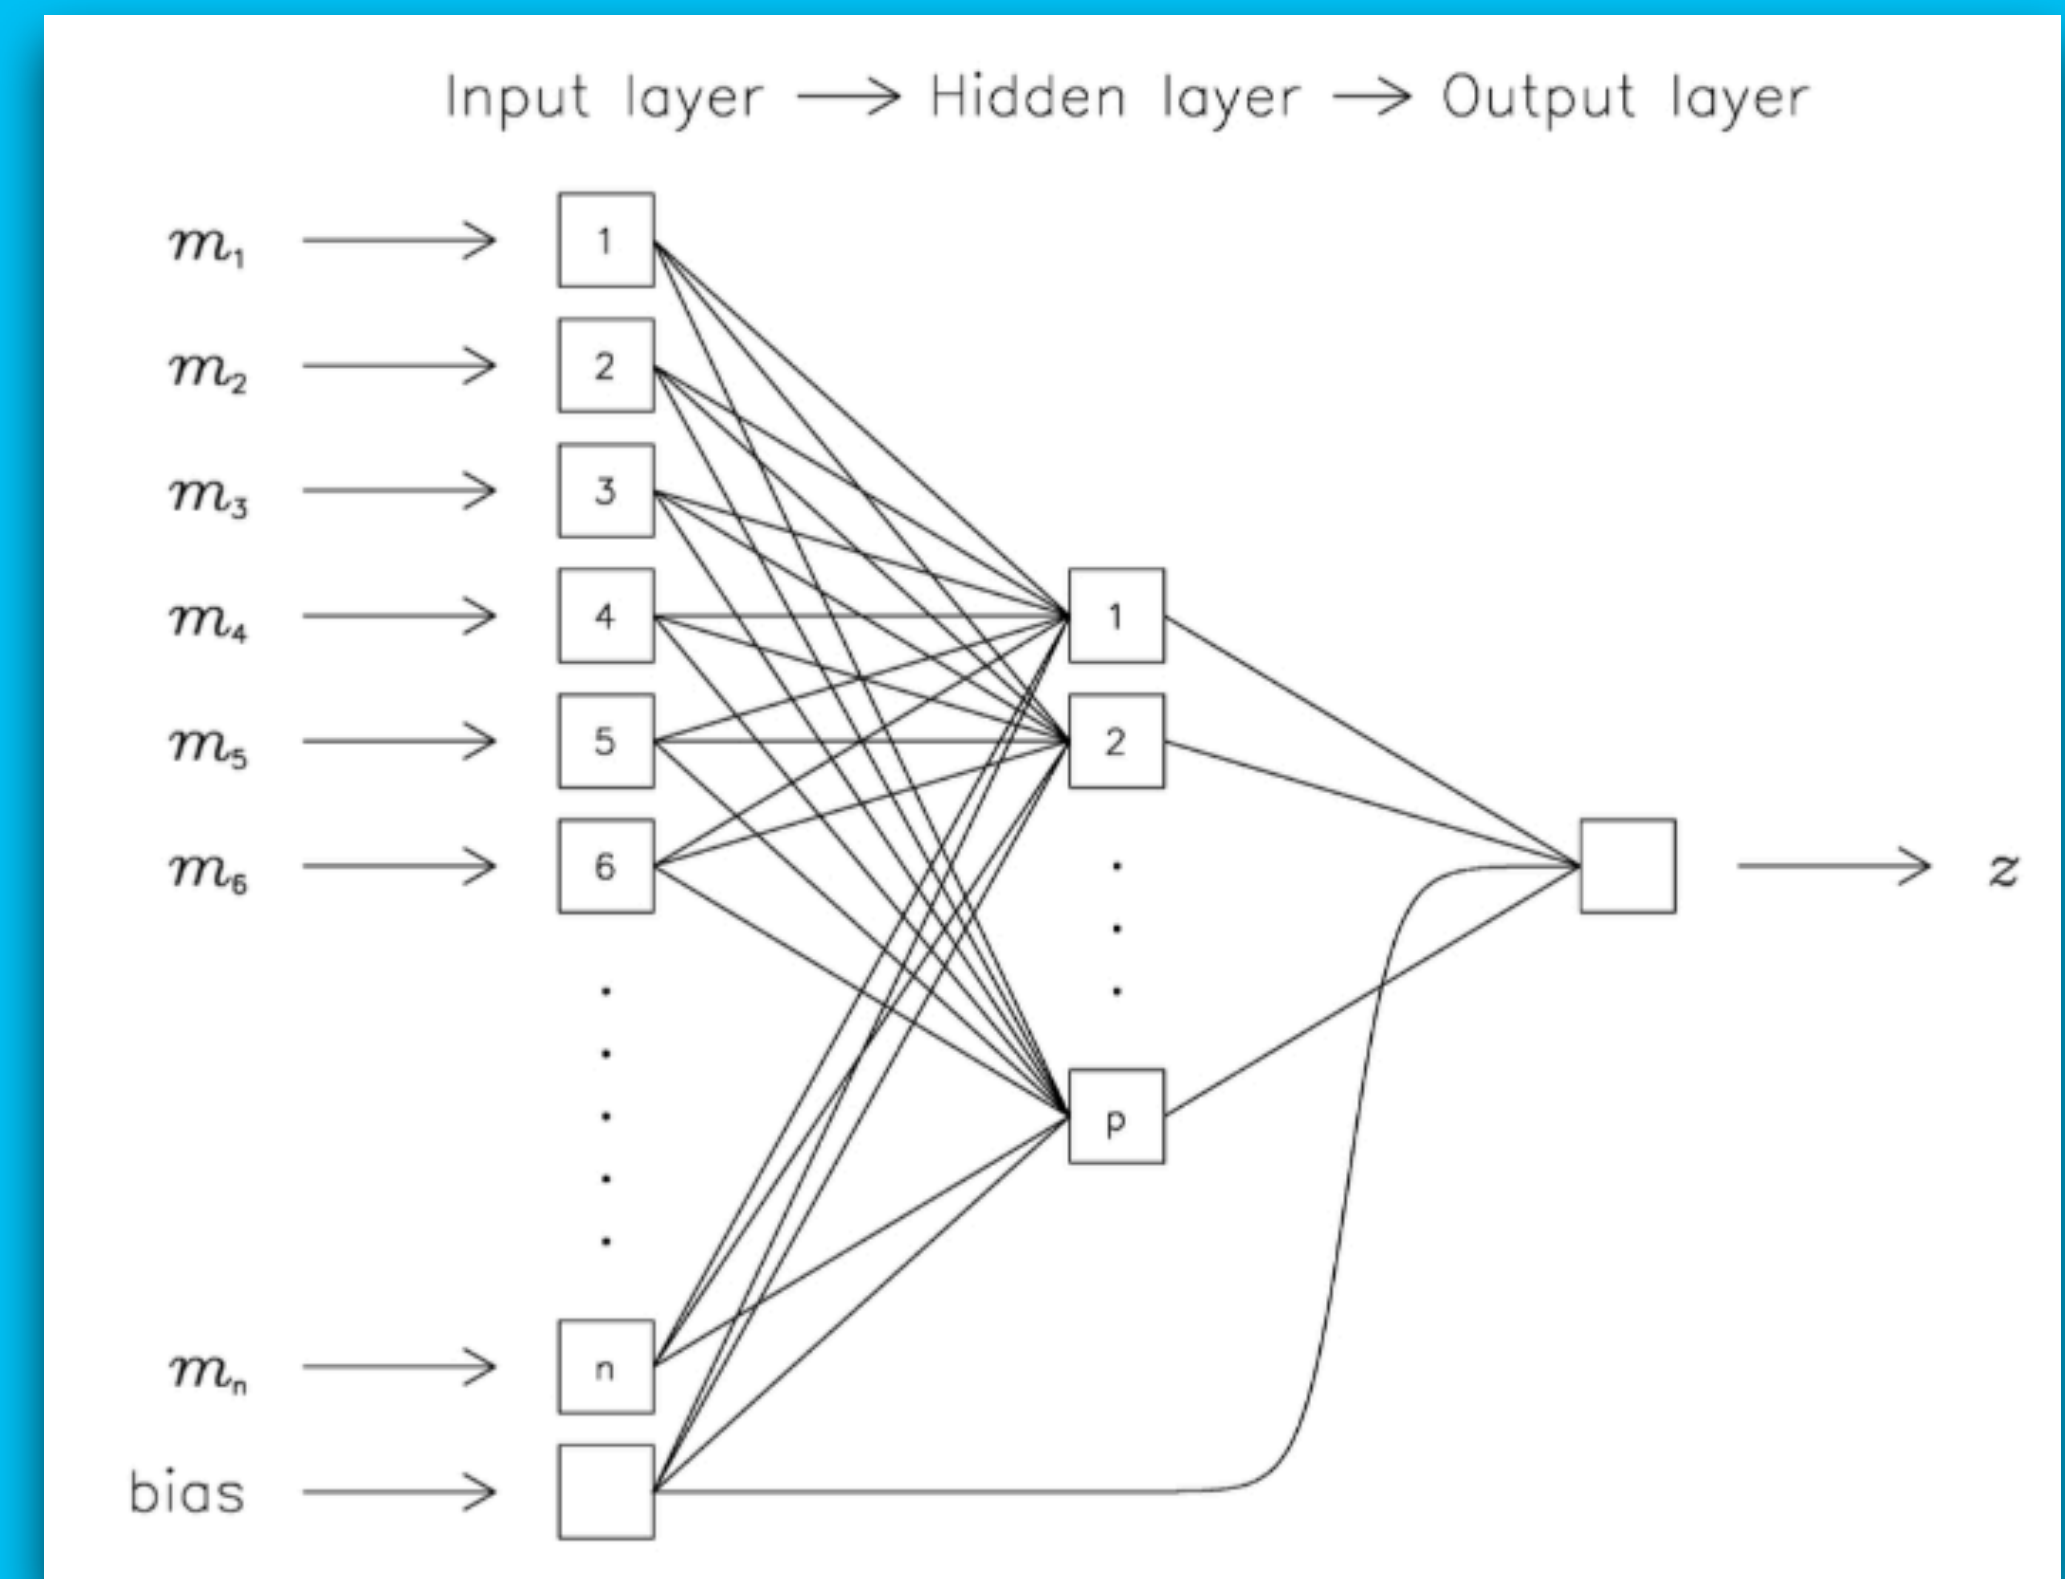 Input layer → Hidden layer → Output layer
m₁ → 1
m₂ → 2
m₃ → 3
m₄ → 4 1
m₅ → 5 2
m₆ → 6 → z
p
mₙ → n
bias →